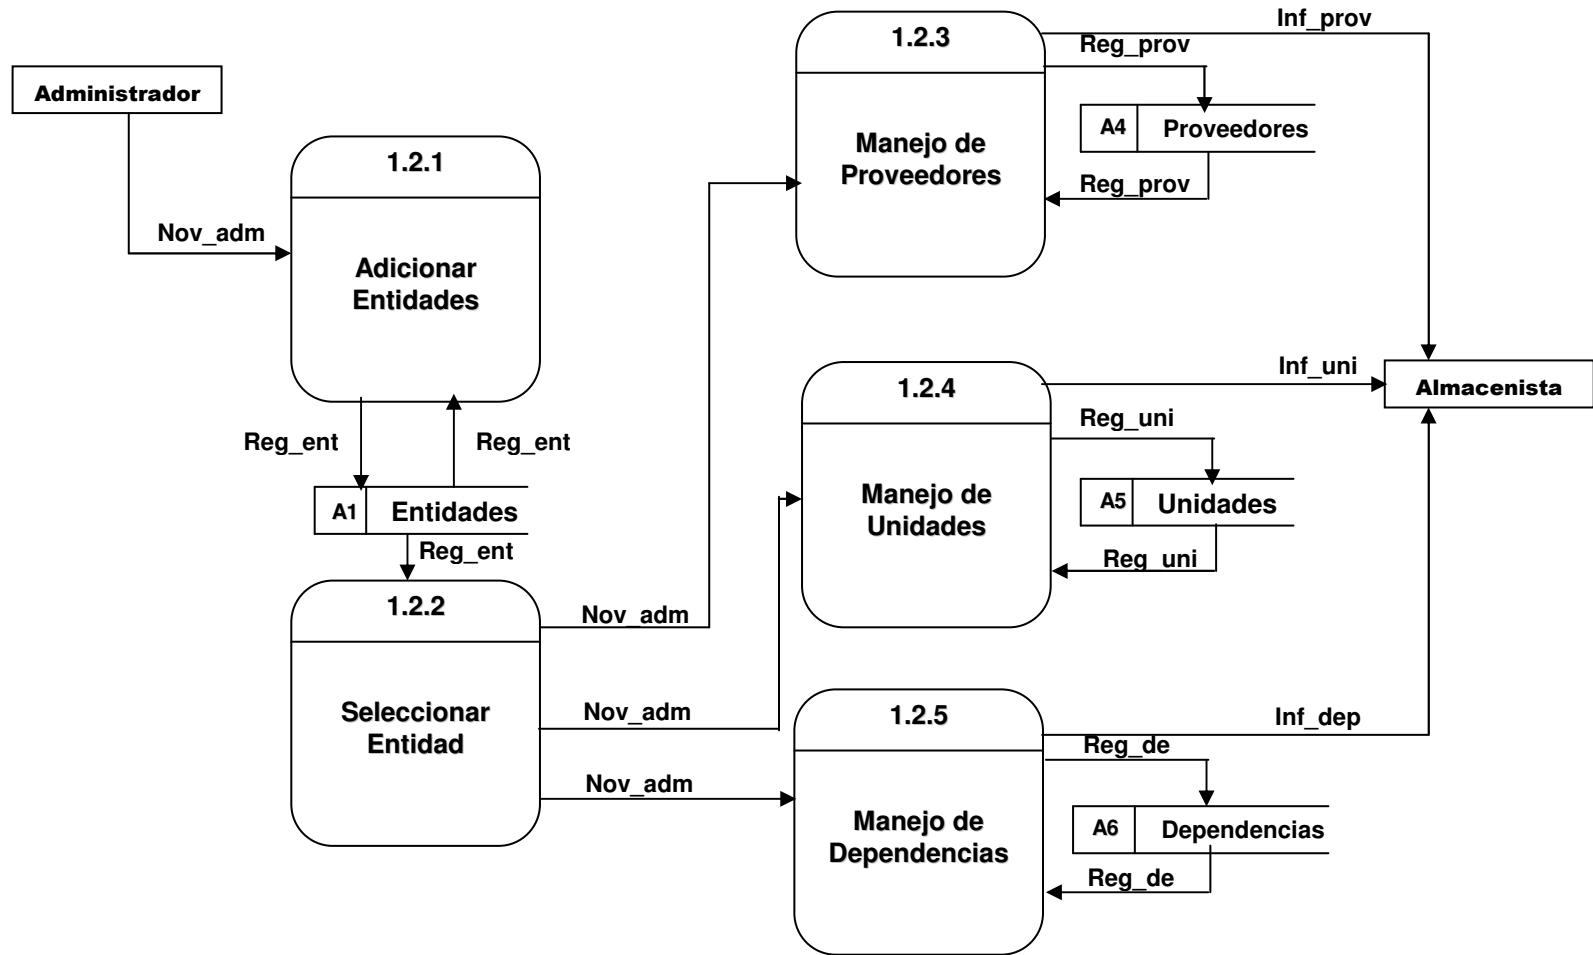 Inf_prov
1.2.3
Reg_prov
Administrador
A4 Proveedores
Manejo de
Proveedores
1.2.1
Reg_prov
Nov_adm
Adicionar
Entidades
Inf_uni
1.2.4
Almacenista
Reg_uni
Reg_ent
Reg_ent
Manejo de
Unidades
A5 Unidades
A1 Entidades
Reg_ent
Reg_uni
1.2.2
Nov_adm
Seleccionar
Entidad
Nov_adm
1.2.5
Inf_dep
Reg_de
Nov_adm
Manejo de
Dependencias
A6 Dependencias
Reg_de